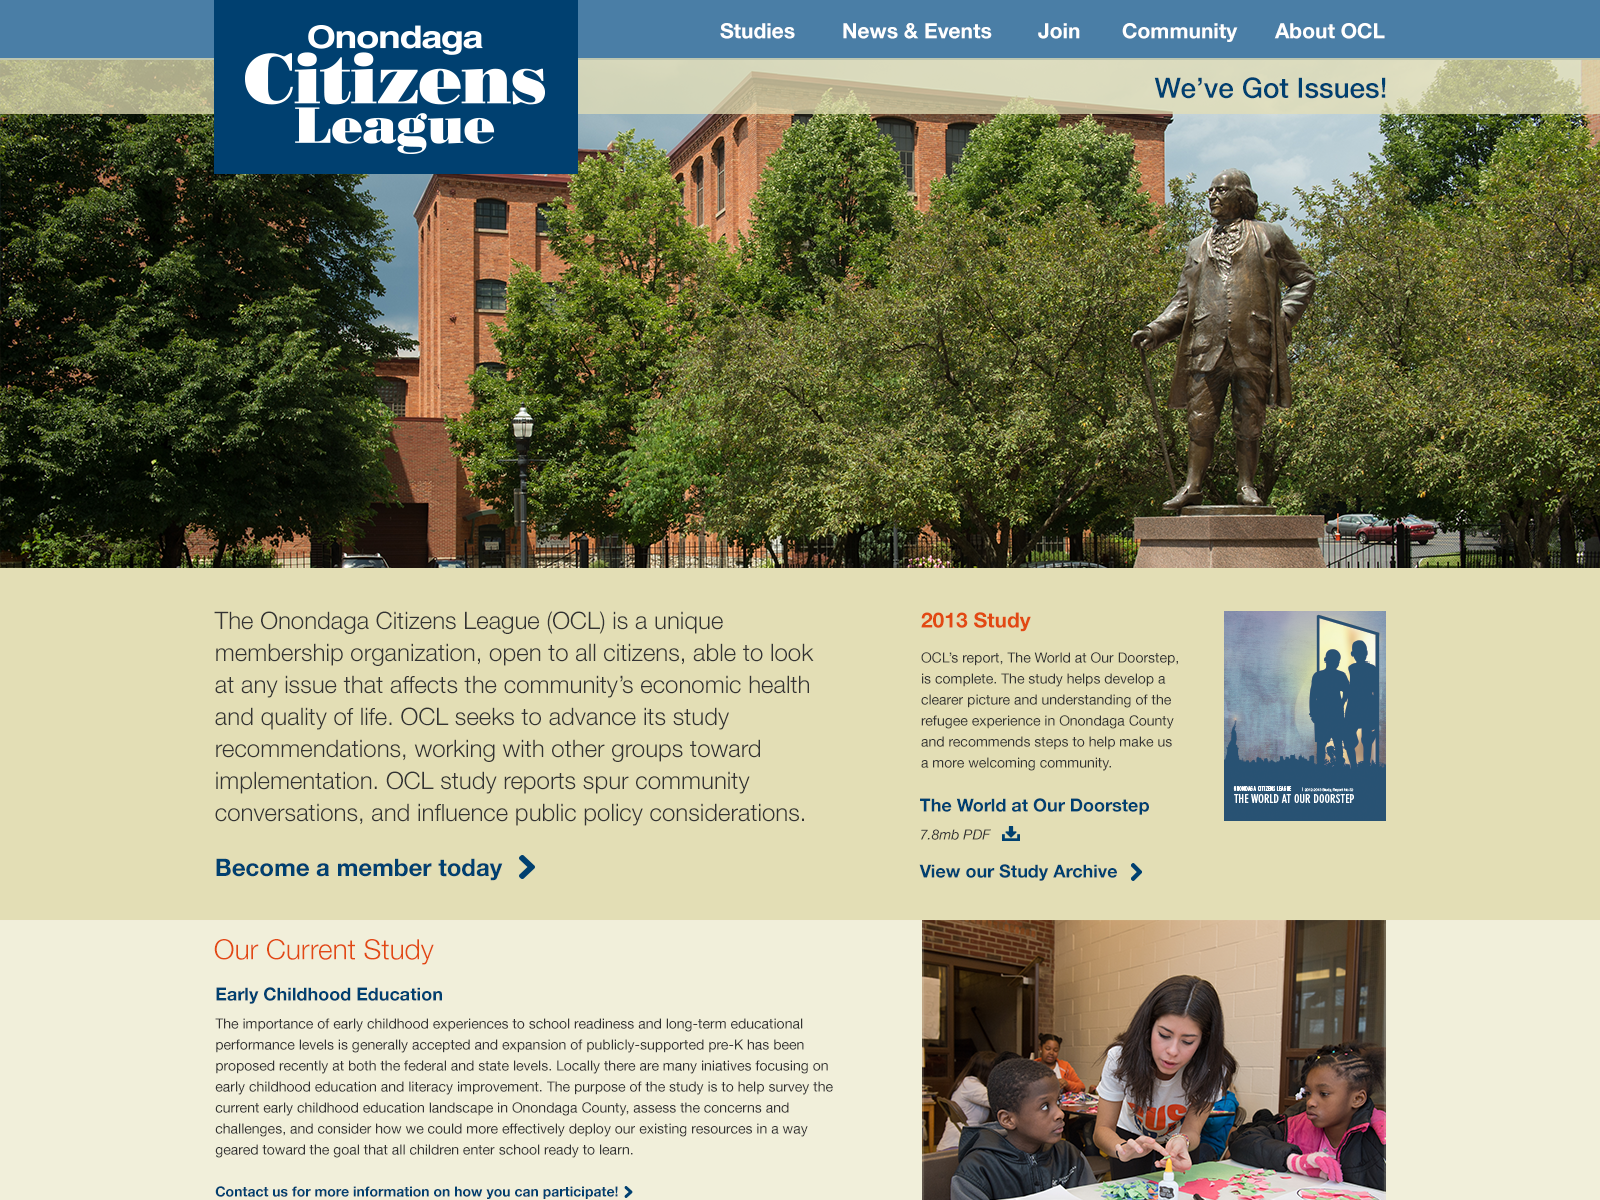 Onondaga
Citizens
League
Studies
News & Events
Join
Community
About OCL
We’ve Got Issues!
The Onondaga Citizens League (OCL) is a unique
membership organization, open to all citizens, able to look
at any issue that affects the community’s economic health
and quality of life. OCL seeks to advance its study
recommendations, working with other groups toward
implementation. OCL study reports spur community
conversations, and influence public policy considerations.
Become a member today
2013 Study
OCL’s report, The World at Our Doorstep,
is complete. The study helps develop a
clearer picture and understanding of the
refugee experience in Onondaga County
and recommends steps to help make us
a more welcoming community.
The World at Our Doorstep
7.8mb PDF
View our Study Archive
ONONDAGA CITIZENS LEAGUE
THE WORLD AT OUR DOORSTEP
Our Current Study
Early Childhood Education
The importance of early childhood experiences to school readiness and long-term educational
performance levels is generally accepted and expansion of publicly-supported pre-K has been
proposed recently at both the federal and state levels. Locally there are many iniatives focusing on
early childhood education and literacy improvement. The purpose of the study is to help survey the
current early childhood education landscape in Onondaga County, assess the concerns and
challenges, and consider how we could more effectively deploy our existing resources in a way
geared toward the goal that all children enter school ready to learn.
Contact us for more information on how you can participate!